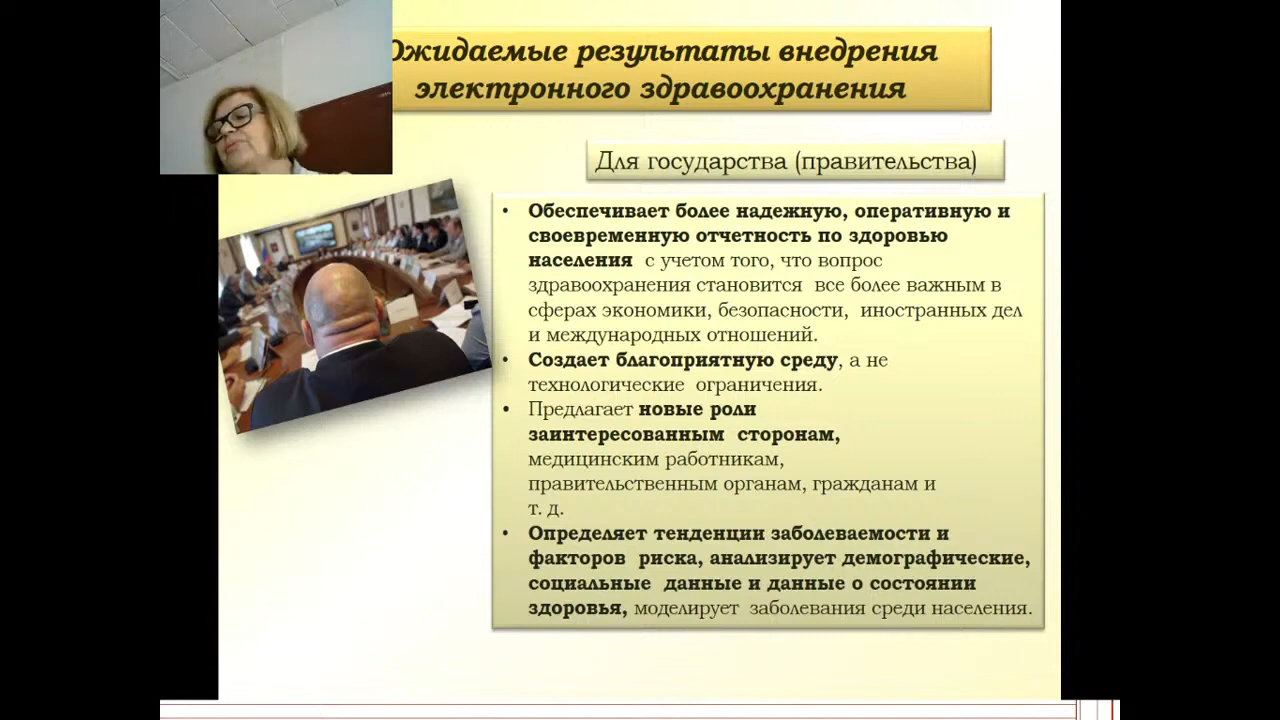 Ожидаемые результаты внедрения
электронного здравоохранения
Для государства (правительства)
• Обеспечивает более надежную, оперативную и
своевременную отчетность по здоровью
населения с учетом того, что вопрос
здравоохранения становится все более важным в
сферах экономики, безопасности, иностранных дел
и международных отношений.
• Создает благоприятную среду, а не
технологические ограничения.
• Предлагает новые роли
заинтересованным сторонам,
медицинским работникам,
правительственным органам, гражданам и
т. д.
• Определяет тенденции заболеваемости и
факторов риска, анализирует демографические,
социальные данные и данные о состоянии
здоровья, моделирует заболевания среди населения.